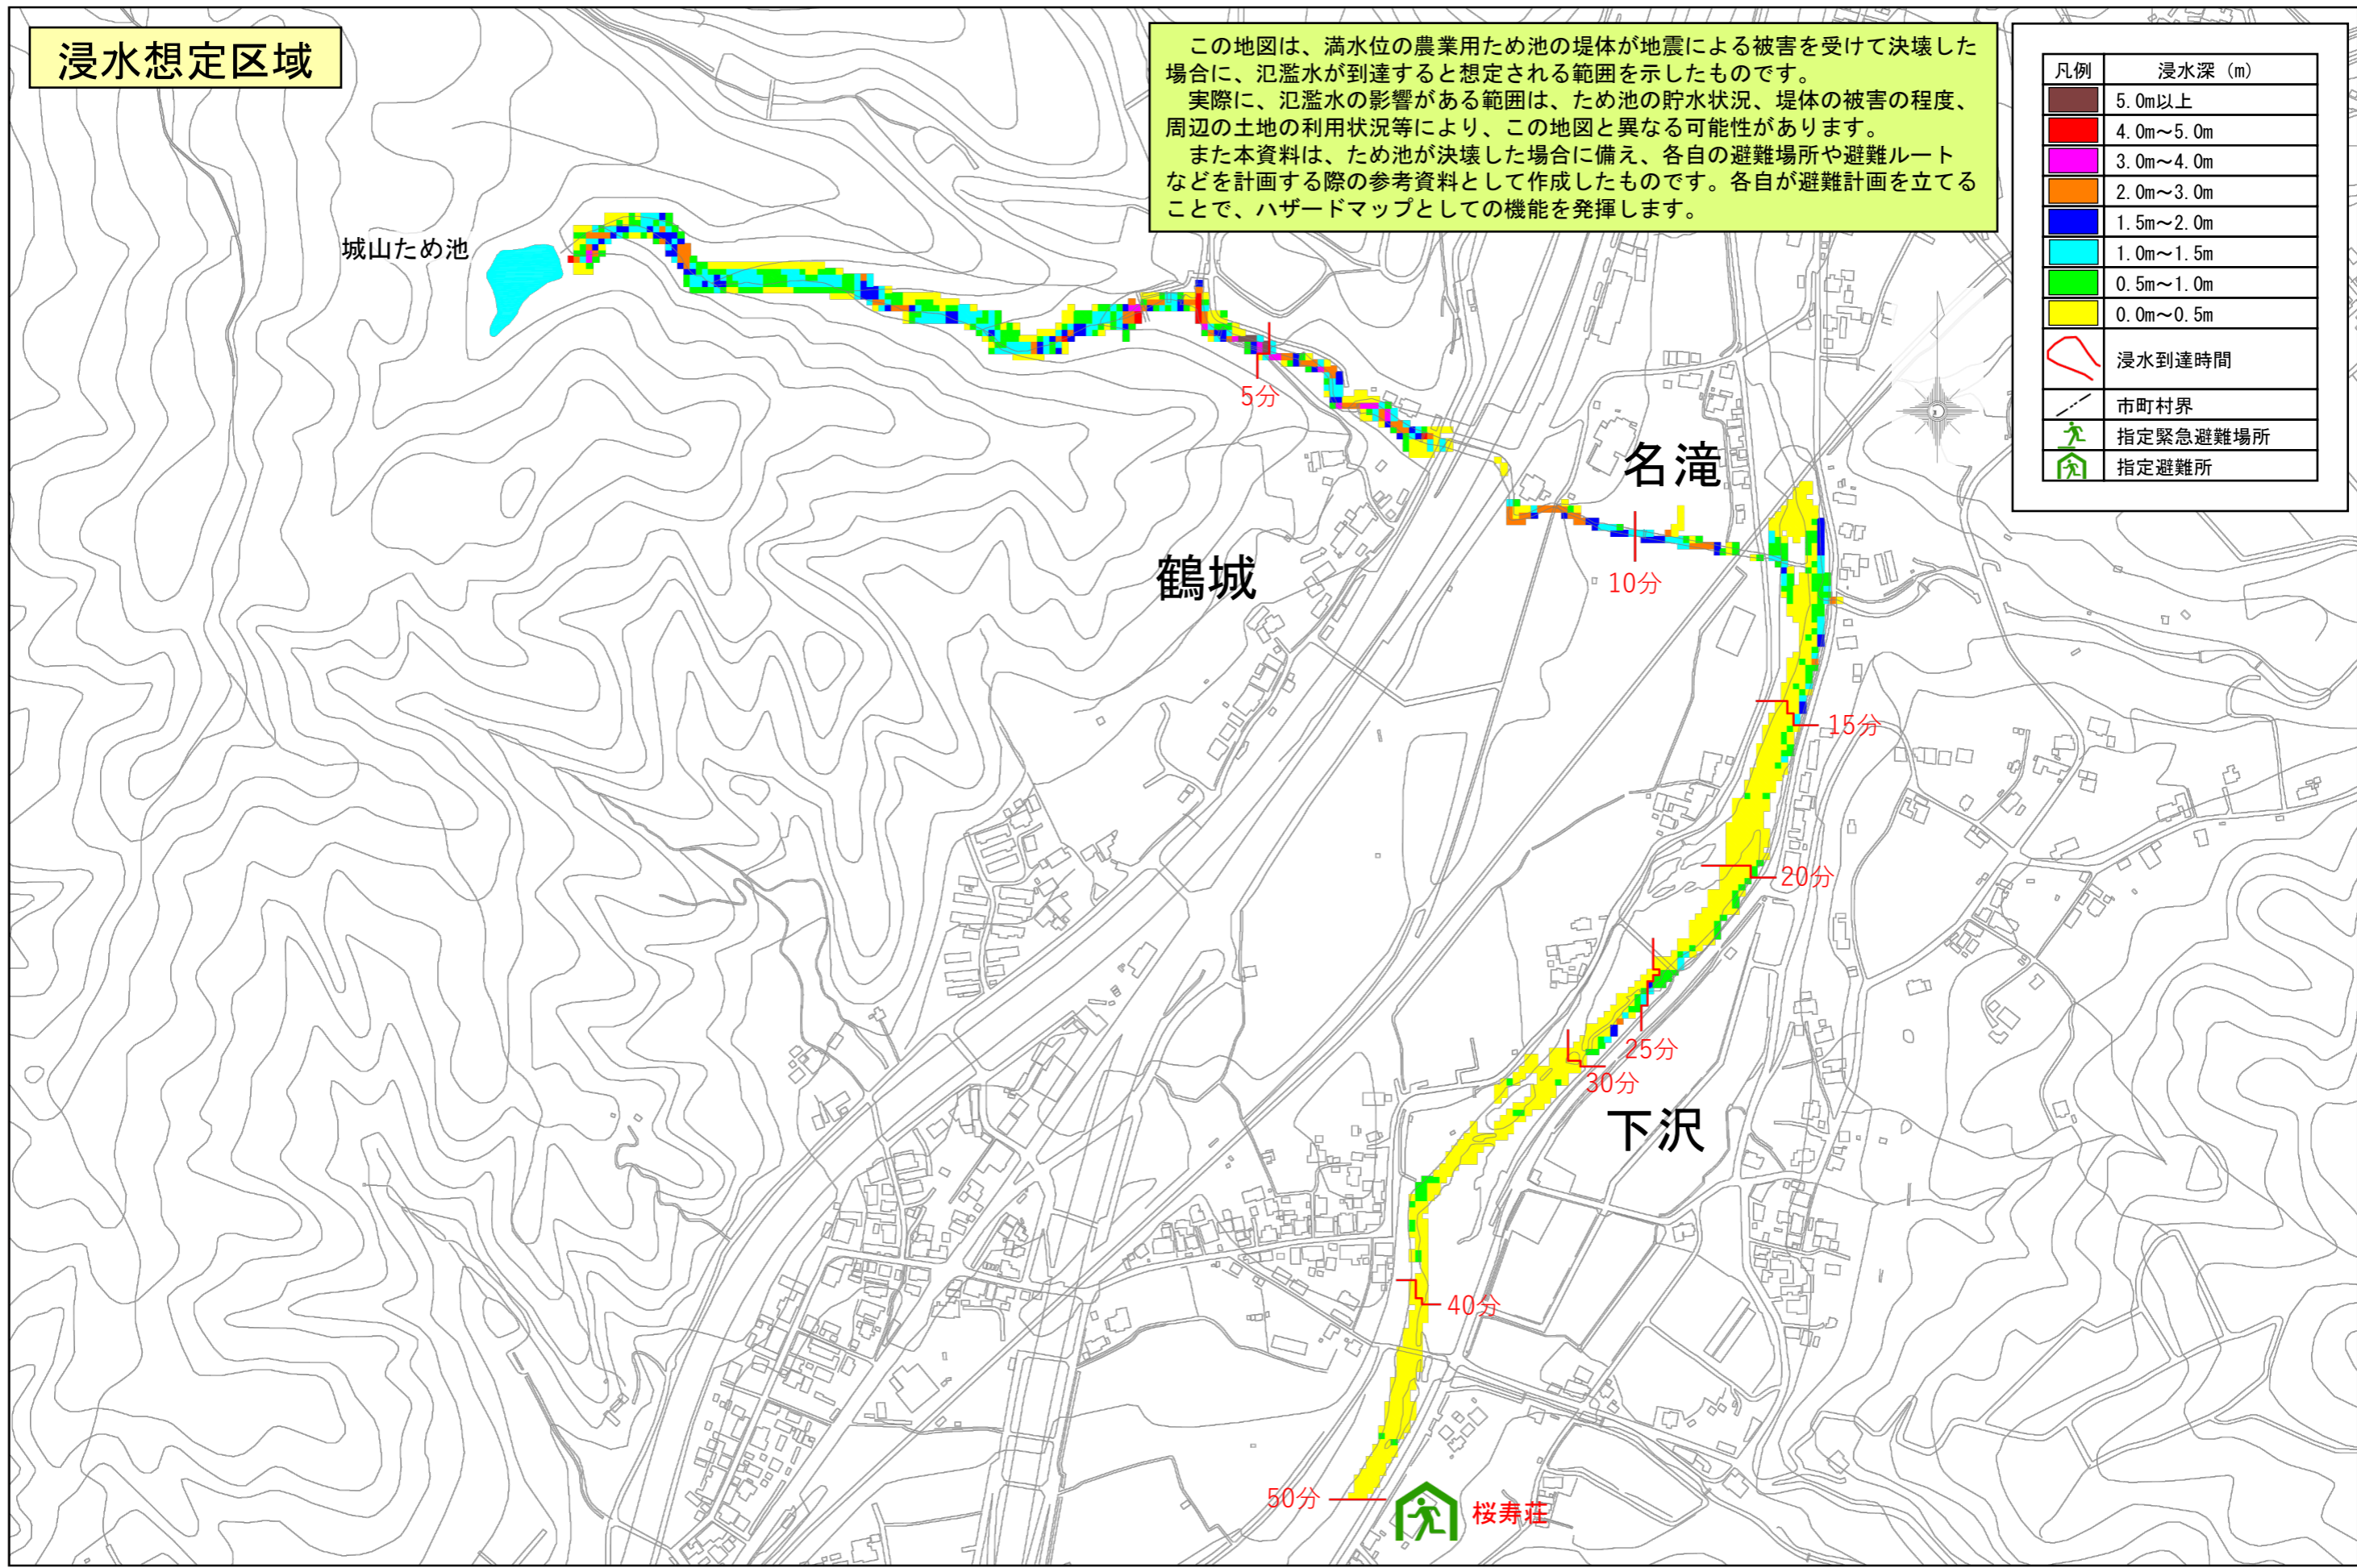 浸水想定区域
　この地図は、満水位の農業用ため池の堤体が地震による被害を受けて決壊した
場合に、氾濫水が到達すると想定される範囲を示したものです。
　実際に、氾濫水の影響がある範囲は、ため池の貯水状況、堤体の被害の程度、
周辺の土地の利用状況等により、この地図と異なる可能性があります。
　また本資料は、ため池が決壊した場合に備え、各自の避難場所や避難ルート
などを計画する際の参考資料として作成したものです。各自が避難計画を立てる
ことで、ハザードマップとしての機能を発揮します。
凡例 浸水深（m）
5.0m以上
4.0m～5.0m
3.0m～4.0m
2.0m～3.0m
1.5m～2.0m
1.0m～1.5m
0.5m～1.0m
0.0m～0.5m
浸水到達時間
市町村界
指定緊急避難場所
指定避難所
城山ため池
5分
名滝
鶴城
10分
15分
20分
25分
30分
下沢
40分
50分
桜寿荘